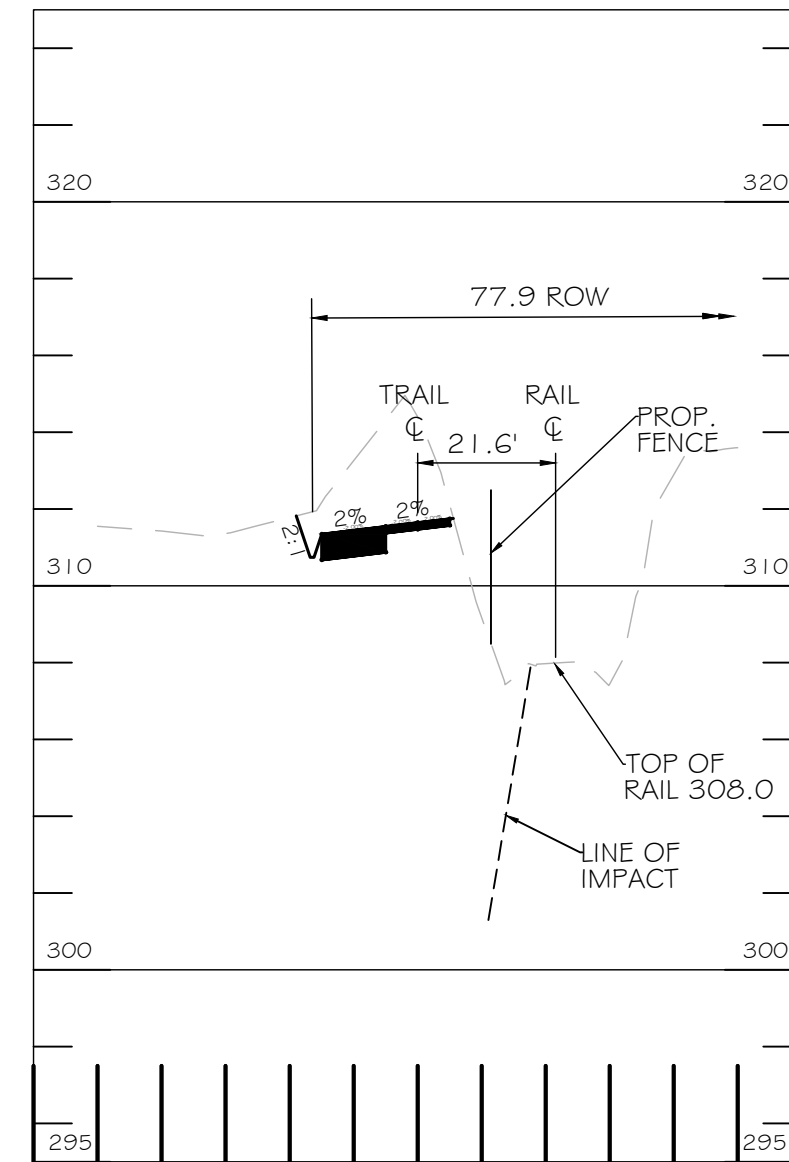 320 320
77.9 ROW
TRAIL RAIL
℄ ℄
PROP.
FENCE
21.6'
2% 2%
2:1
310 310
TOP OF
RAIL 308.0
LINE OF
IMPACT
300 300
295 295